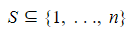 S ⊆ {1, ..., n}